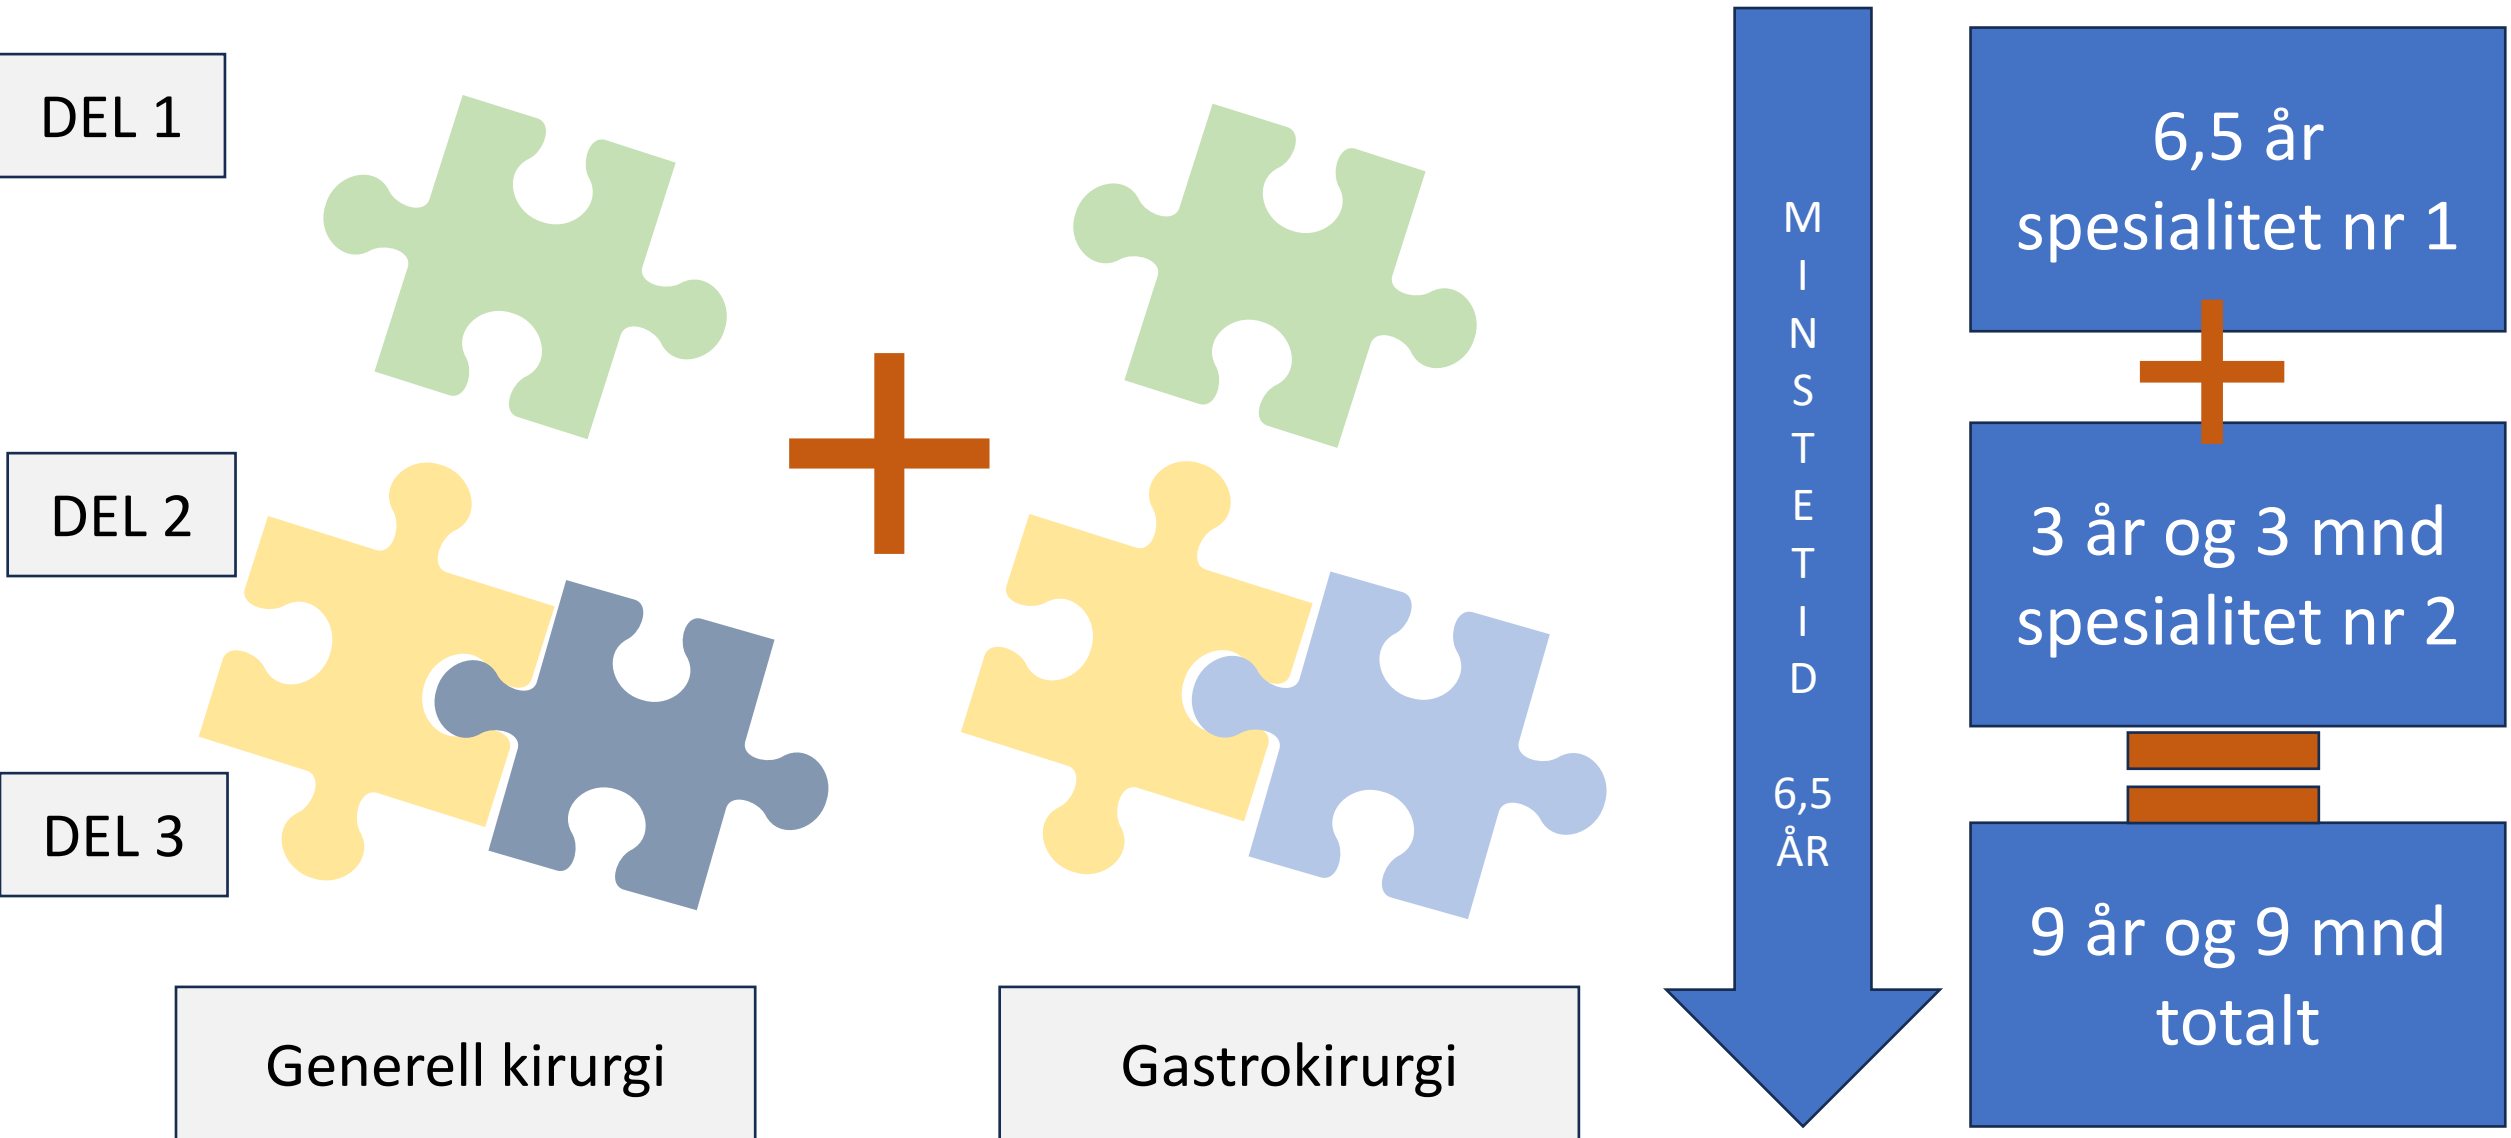 DEL 1
DEL 2
DEL 3
Generell kirurgi
Gastrokirurgi
M
I
N
S
T
E
T
I
D
6,5
ÅR
6,5 år
spesialitet nr 1
3 år og 3 mnd
spesialitet nr 2
9 år og 9 mnd
totalt